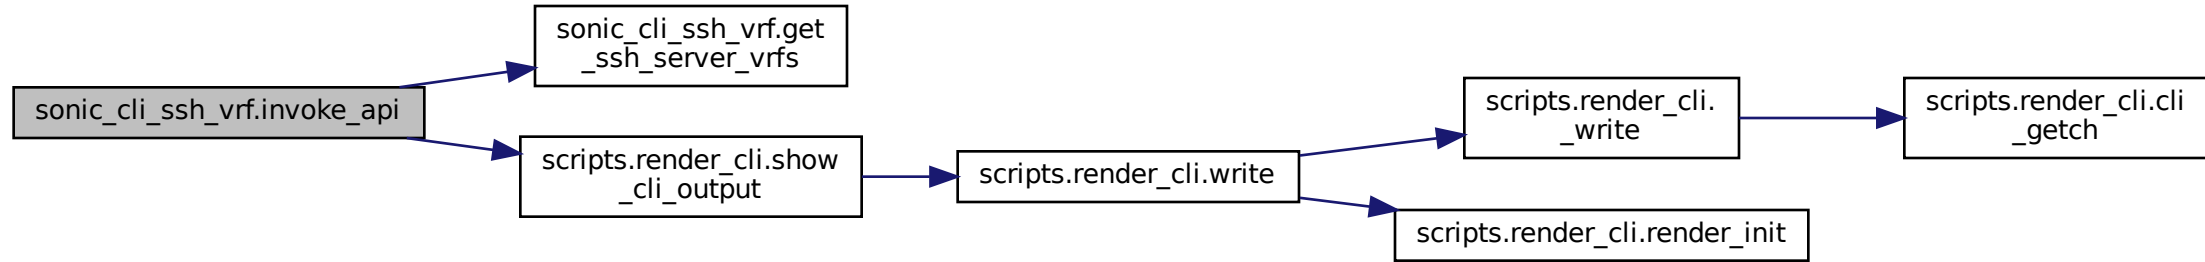 sonic_cli_ssh_vrf.invoke_api
sonic_cli_ssh_vrf.get
_ssh_server_vrfs
scripts.render_cli.show
_cli_output
scripts.render_cli.write
scripts.render_cli.
_write
scripts.render_cli.cli
_getch
scripts.render_cli.render_init